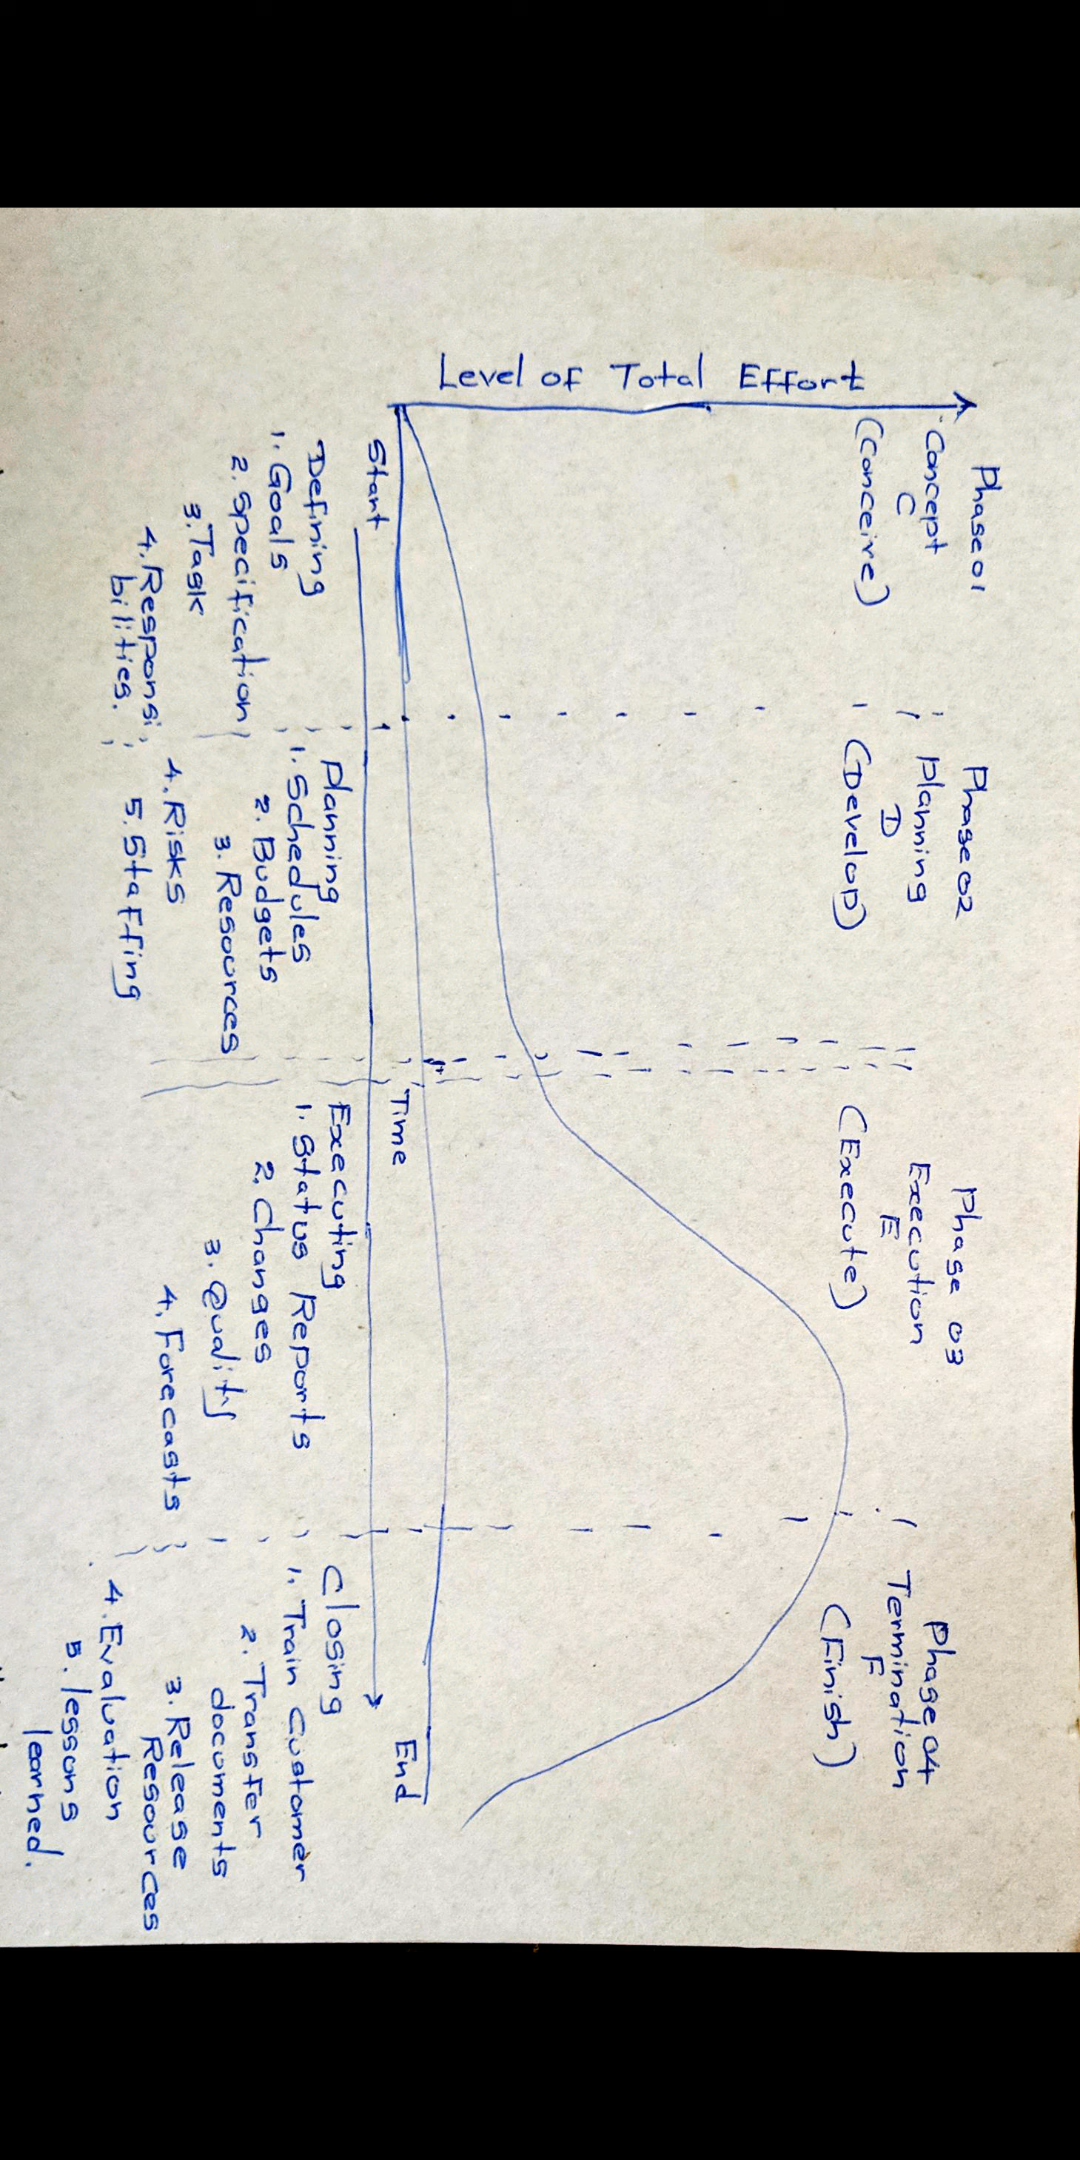 Level of Total Effort
Phase 01
Concept
C
(Conceive)
Phase 02
Planning
D
(Develop)
Phase 03
Execution
E
(Execute)
Phase 04
Termination
F
(Finish)
Start
Time
End
Defining
1. Goals
2. Specification
3. Task
4. Responsi
bilities.
Planning
1. Schedules
2. Budgets
3. Resources
4. Risks
5. Staffing
Executing
1. Status Reports
2. Changes
3. Quality
4. Forecasts
Closing
1. Train Customer
2. Transfer
documents
3. Release
Resources
4. Evaluation
5. lessons
learned.